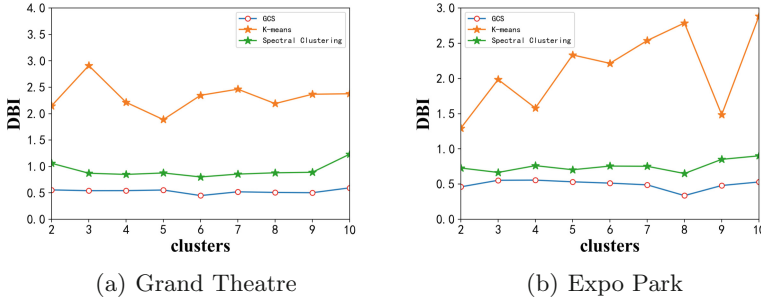 4.0
3.5
3.0
2.5
2.0
1.5
1.0
0.5
0.0
DBI
GCS
K-means
Spectral Clustering
2 3 4 5 6 7 8 9 10
clusters
(a) Grand Theatre
3.0
2.5
2.0
1.5
1.0
0.5
0.0
DBI
GCS
K-means
Spectral Clustering
2 3 4 5 6 7 8 9 10
clusters
(b) Expo Park